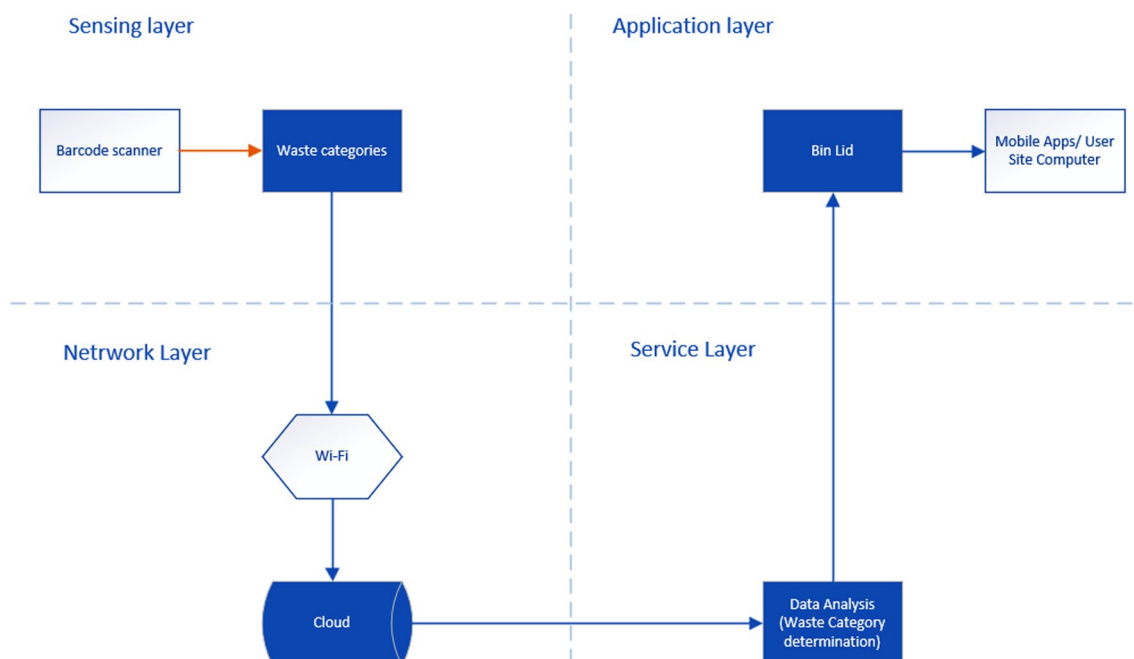 Sensing layer
Application layer
Barcode scanner
Waste categories
Bin Lid
Mobile Apps/ User
Site Computer
Netrwork Layer
Service Layer
Wi-Fi
Cloud
Data Analysis
(Waste Category
determination)